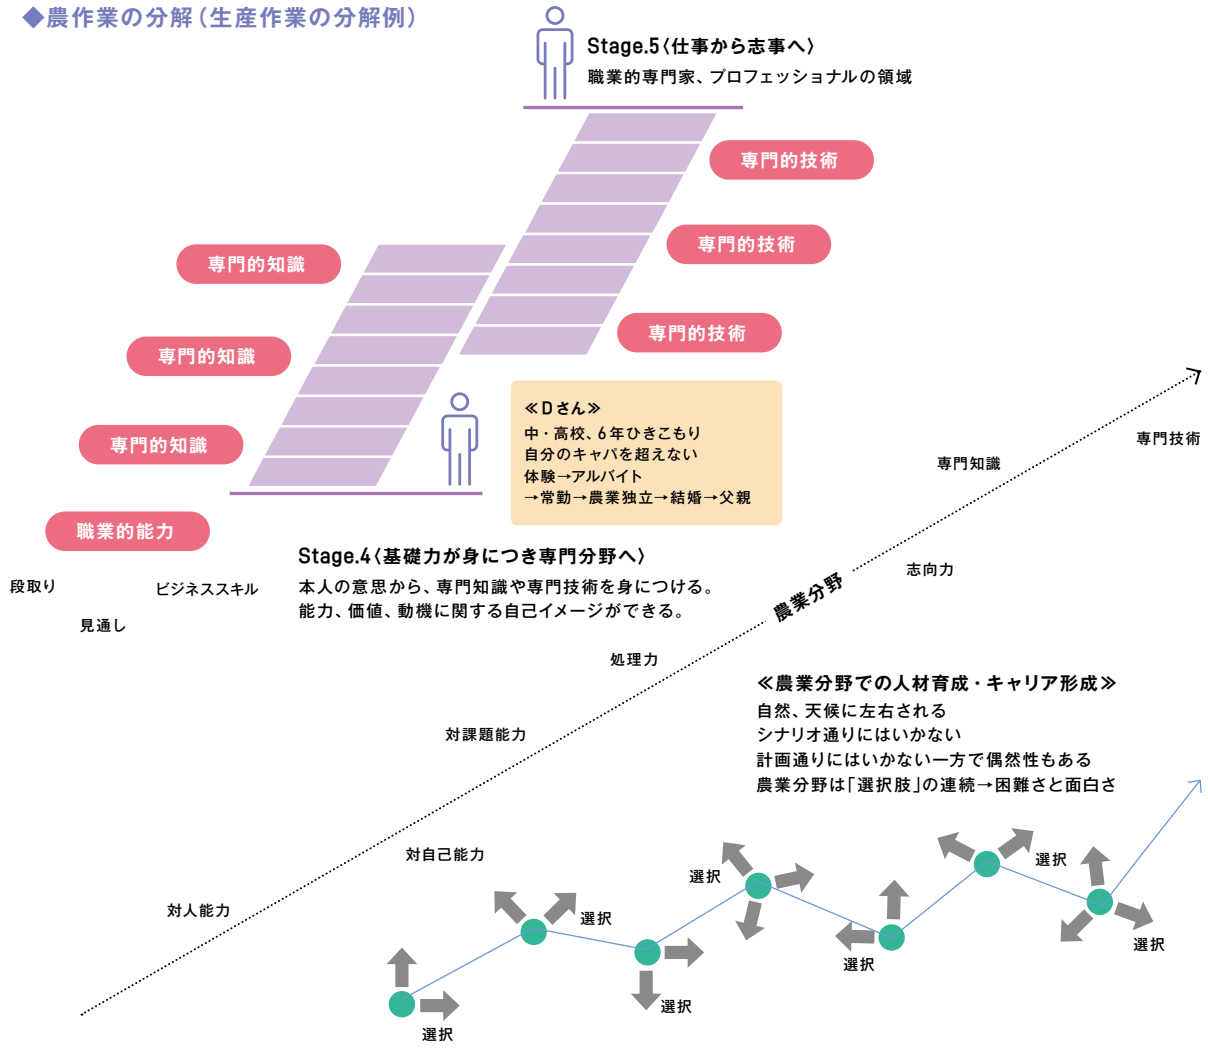 ◆農作業の分解（生産作業の分解例）
Stage.5〈仕事から志事へ〉
職業的専門家、プロフェッショナルの領域
専門的技術
専門的技術
専門的技術
専門的知識
専門的知識
専門的知識
職業的能力
段取り
ビジネススキル
見通し
≪Dさん≫
中・高校、6年ひきこもり
自分のキャパを超えない
体験→アルバイト
→常勤→農業独立→結婚→父親
Stage.4〈基礎力が身につき専門分野へ〉
本人の意思から、専門知識や専門技術を身につける。
能力、価値、動機に関する自己イメージができる。
専門技術
専門知識
志向力
農業分野
処理力
対課題能力
対自己能力
対人能力
≪農業分野での人材育成・キャリア形成≫
自然、天候に左右される
シナリオ通りにはいかない
計画通りにはいかない一方で偶然性もある
農業分野は「選択肢」の連続→困難さと面白さ
選択
選択
選択
選択
選択
選択
選択